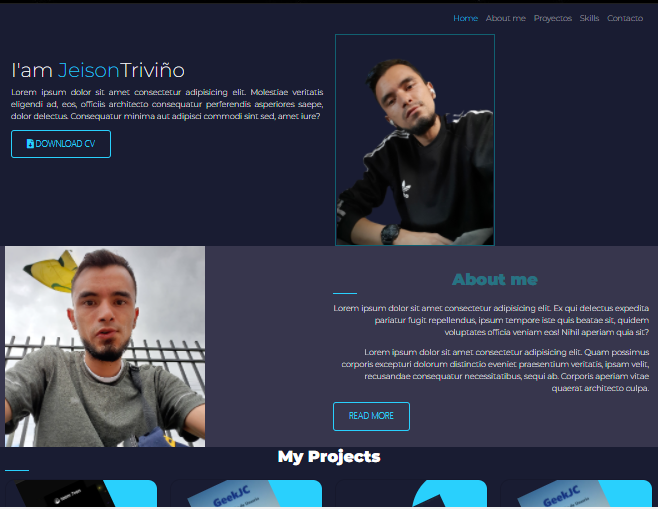 Home About me Proyectos Skills Contacto
I'am JeisonTriviño
Lorem ipsum dolor sit amet consectetur adipisicing elit. Molestiae veritatis
eligendi ad, eos, officiis architecto consequatur perferendis asperiores saepe,
dolor delectus. Consequatur minima aut adipisci commodi sint sed, amet iure?
DOWNLOAD CV
About me
Lorem ipsum dolor sit amet consectetur adipisicing elit. Ex qui delectus expedita
pariatur fugit repellendus, ipsum tempore iste quis beatae sit, quidem
voluptates officia veniam eos! Nihil aperiam quia sit?
Lorem ipsum dolor sit amet consectetur adipisicing elit. Quam possimus
corporis excepturi dolorum distinctio eveniet praesentium veritatis, ipsam velit,
recusandae consequatur necessitatibus, sequi ab. Corporis aperiam vitae
quaerat architecto culpa.
READ MORE
My Projects
GeekJC
GeekJC